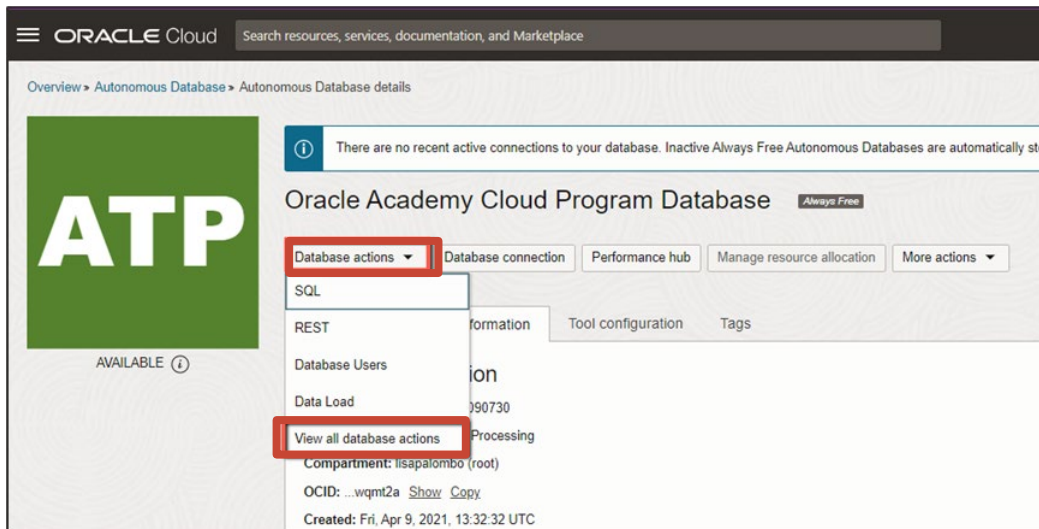 ORACLE Cloud
Search resources, services, documentation, and Marketplace
Overview » Autonomous Database » Autonomous Database details
ATP
AVAILABLE
There are no recent active connections to your database. Inactive Always Free Autonomous Databases are automatically
Oracle Academy Cloud Program Database Always Free
Database actions Database connection Performance hub Manage resource allocation More actions
SQL
REST
Database Users
Data Load
View all database actions
Tool configuration Tags
090730
Processing
Compartment: lisapalombo (root)
OCID: ...wqmt2a Show Copy
Created: Fri, Apr 9, 2021, 13:32:32 UTC